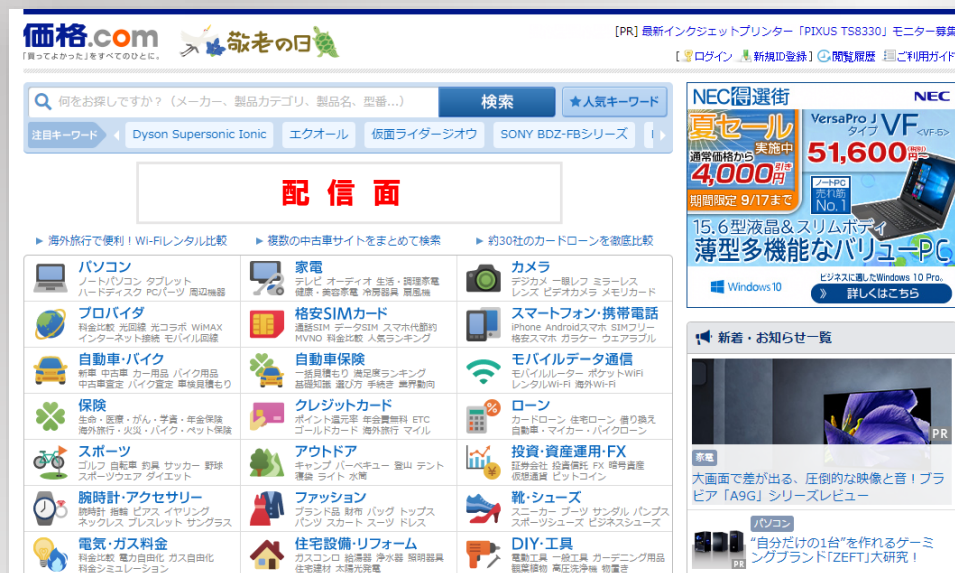 価格.com
「買ってよかった」をすべてのひとに。
敬老の日
[PR] 最新インクジェットプリンター「PIXUS TS8330」モニター募集
[ ログイン 新規ID登録 ] 閲覧履歴 ご利用ガイド
何をお探しですか？（メーカー、製品カテゴリ、製品名、型番…）
検索
★人気キーワード
注目キーワード
Dyson Supersonic Ionic
エクオール
仮面ライダージオウ
SONY BDZ-FBシリーズ
配信面
海外旅行で便利！Wi-Fiレンタル比較
複数の中古車サイトをまとめて検索
約30社のカードローンを徹底比較
パソコン
ノートパソコン タブレット
ハードディスク PCパーツ 周辺機器
家電
テレビ オーディオ 生活・調理家電
健康・美容家電 冷房器具 扇風機
カメラ
デジカメ 一眼レフ ミラーレス
レンズ ビデオカメラ メモリカード
プロバイダ
料金比較 光回線 光コラボ WiMAX
インターネット接続 モバイル回線
格安SIMカード
通話SIM データSIM スマホ代節約
MVNO 料金比較 人気ランキング
スマートフォン・携帯電話
iPhone Androidスマホ SIMフリー
格安スマホ ガラケー ウエアラブル
自動車・バイク
新車 中古車 カー用品 バイク用品
中古車査定 バイク査定 車検見積もり
自動車保険
一括見積もり 満足度ランキング
基礎知識 選び方 手続き 業界動向
モバイルデータ通信
モバイルルーター ポケットWiFi
レンタルWi-Fi 海外Wi-Fi
保険
生命・医療・がん・学資・年金保険
海外旅行・火災・バイク・ペット保険
クレジットカード
ポイント還元率 年会費無料 ETC
ゴールドカード 海外旅行 マイル
ローン
カードローン 住宅ローン 借り換え
自動車・マイカー・バイクローン
スポーツ
ゴルフ 自転車 釣具 サッカー 野球
スポーツウェア ダイエット
アウトドア
キャンプ バーベキュー 登山 テント
寝袋 ライト 水筒
投資・資産運用・FX
証券会社 投資信託 FX 暗号資産
仮想通貨 ビットコイン
腕時計・アクセサリー
腕時計 指輪 ピアス イヤリング
ネックレス ブレスレット サングラス
ファッション
ブランド品 財布 バッグ トップス
パンツ スカート スーツ ドレス
靴・シューズ
スニーカー ブーツ サンダル パンプス
スポーツシューズ ビジネスシューズ
電気・ガス料金
料金比較 電力自由化 ガス自由化
料金シミュレーション
住宅設備・リフォーム
ガスコンロ 給湯器 浄水器 照明器具
住宅建材 太陽光発電
DIY・工具
電動工具 一般工具 ガーデニング用品
観葉植物 高圧洗浄機 物置き
NEC得選街
NEC
夏セール
実施中
通常価格から
4,000円引き
期間限定 9/17まで
VersaPro J
タイプ VF <VF-5>
51,600円(税別)〜
ノートPC
売れ筋
No.1
15.6型液晶＆スリムボディ
薄型多機能なバリューPC
Windows10
ビジネスに適したWindows 10 Pro。
詳しくはこちら
新着・お知らせ一覧
PR
家電
大画面で差が出る、圧倒的な映像と音！ブラ
ビア「A9G」シリーズレビュー
PR
パソコン
“自分だけの1台”を作れるゲーミ
ングブランド「ZEFT」大研究！